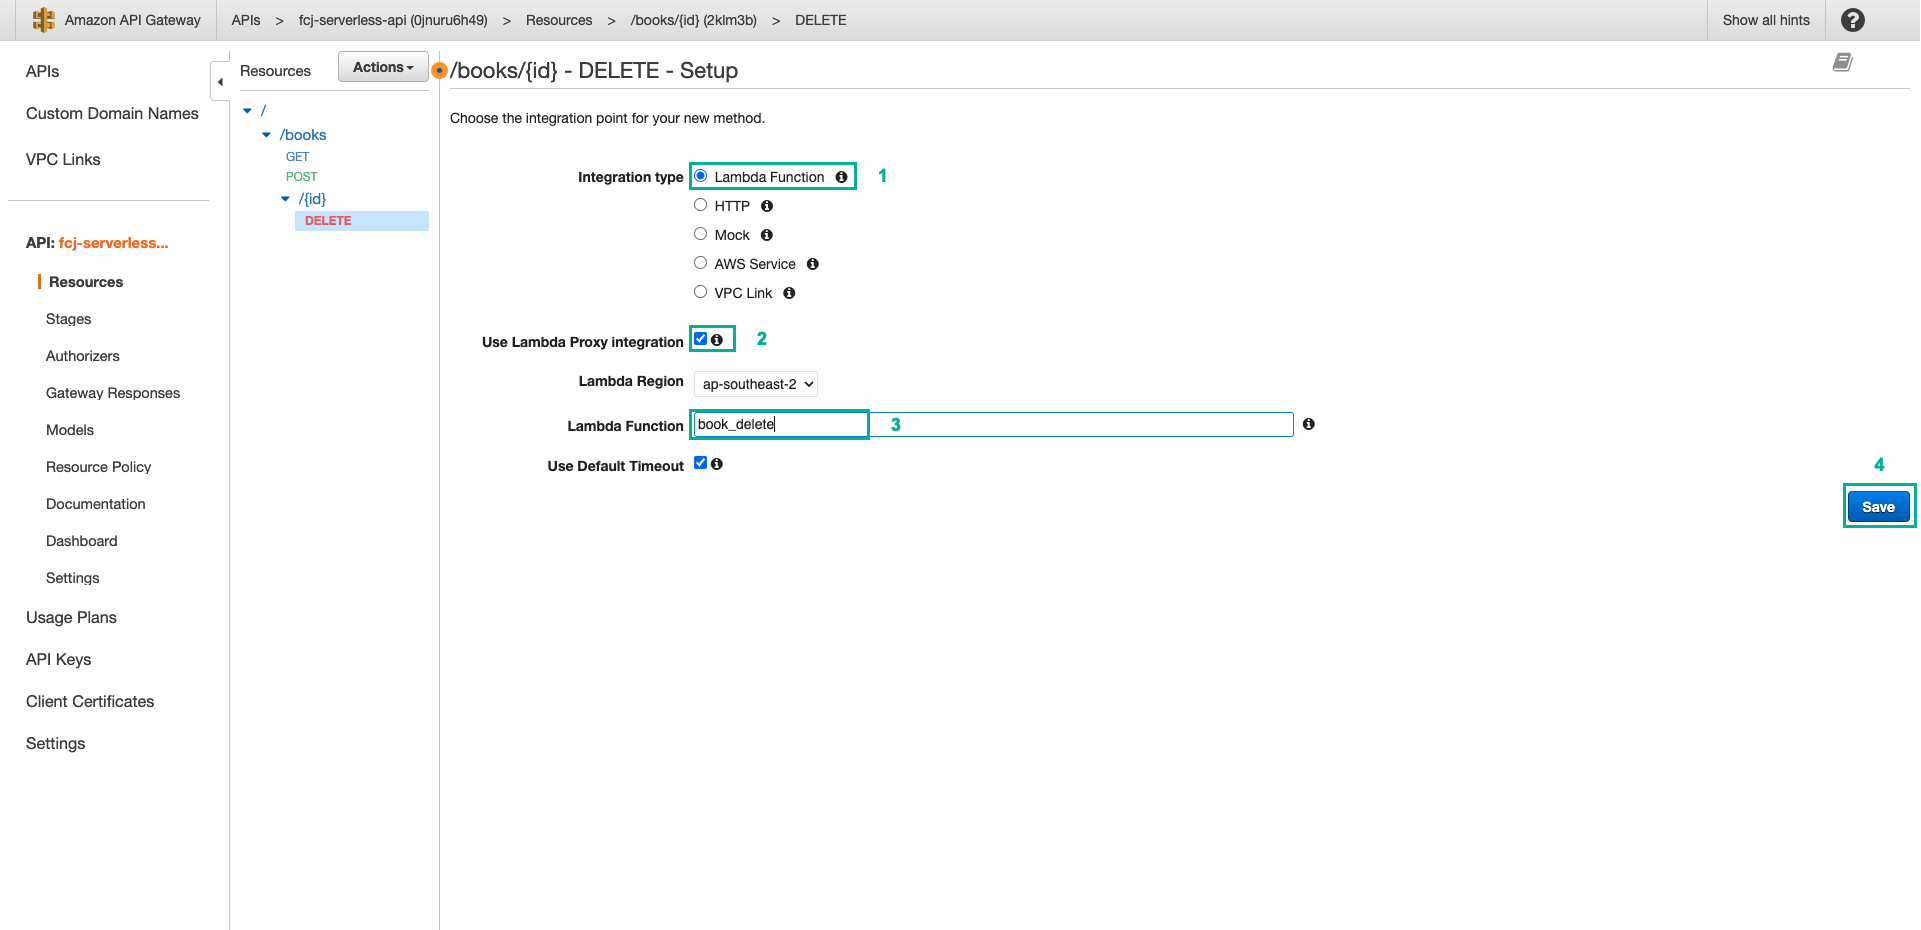 Amazon API Gateway
APIs > fcj-serverless-api (0jnuru6h49) > Resources > /books/{id} (2klm3b) > DELETE
Show all hints
?
APIs
Custom Domain Names
VPC Links
API: fcj-serverless...
Resources
Stages
Authorizers
Gateway Responses
Models
Resource Policy
Documentation
Dashboard
Settings
Usage Plans
API Keys
Client Certificates
Settings
Resources
Actions
/
/books
GET
POST
/{id}
DELETE
/books/{id} - DELETE - Setup
Choose the integration point for your new method.
Integration type Lambda Function 1
HTTP
Mock
AWS Service
VPC Link
Use Lambda Proxy integration 2
Lambda Region ap-southeast-2
Lambda Function book_delete 3
Use Default Timeout
4
Save